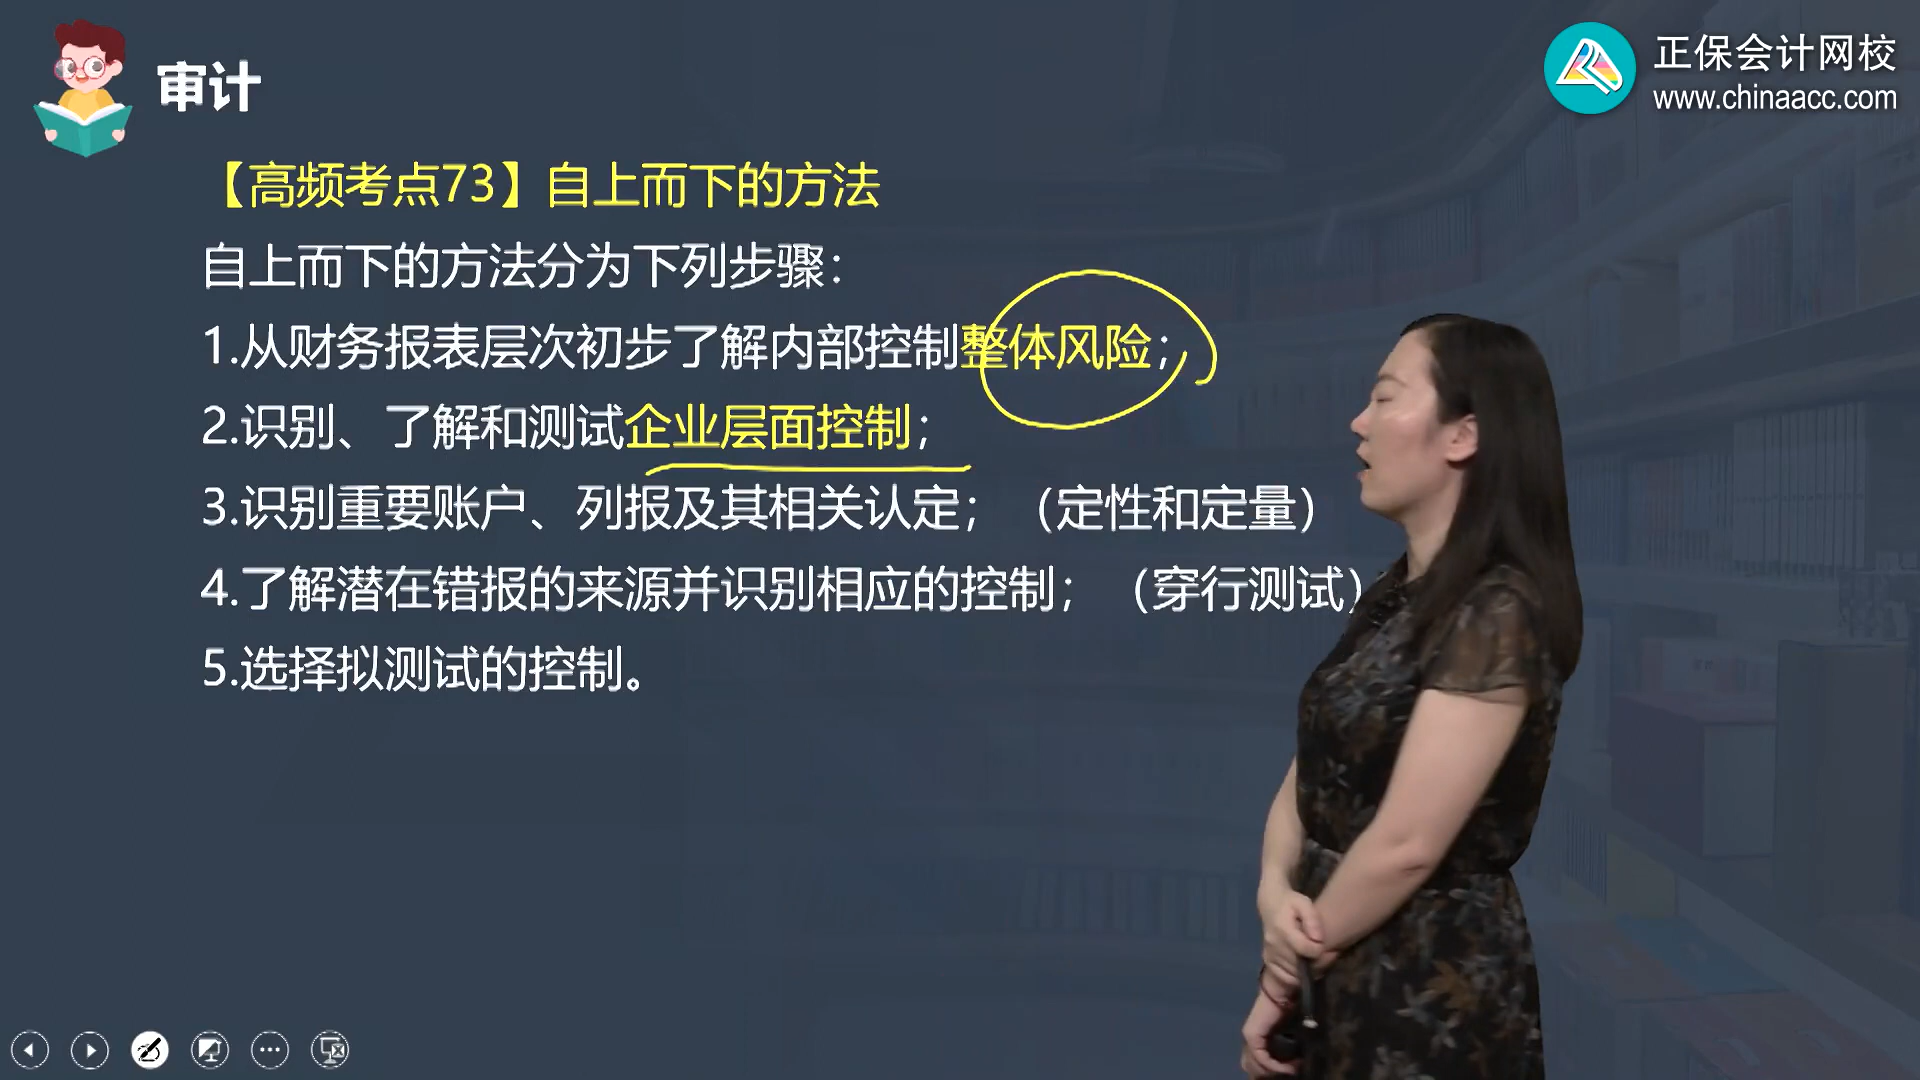 审计
正保会计网校
www.chinaacc.com
【高频考点73】自上而下的方法
自上而下的方法分为下列步骤：
1.从财务报表层次初步了解内部控制整体风险；
2.识别、了解和测试企业层面控制；
3.识别重要账户、列报及其相关认定；（定性和定量）
4.了解潜在错报的来源并识别相应的控制；（穿行测试）
5.选择拟测试的控制。